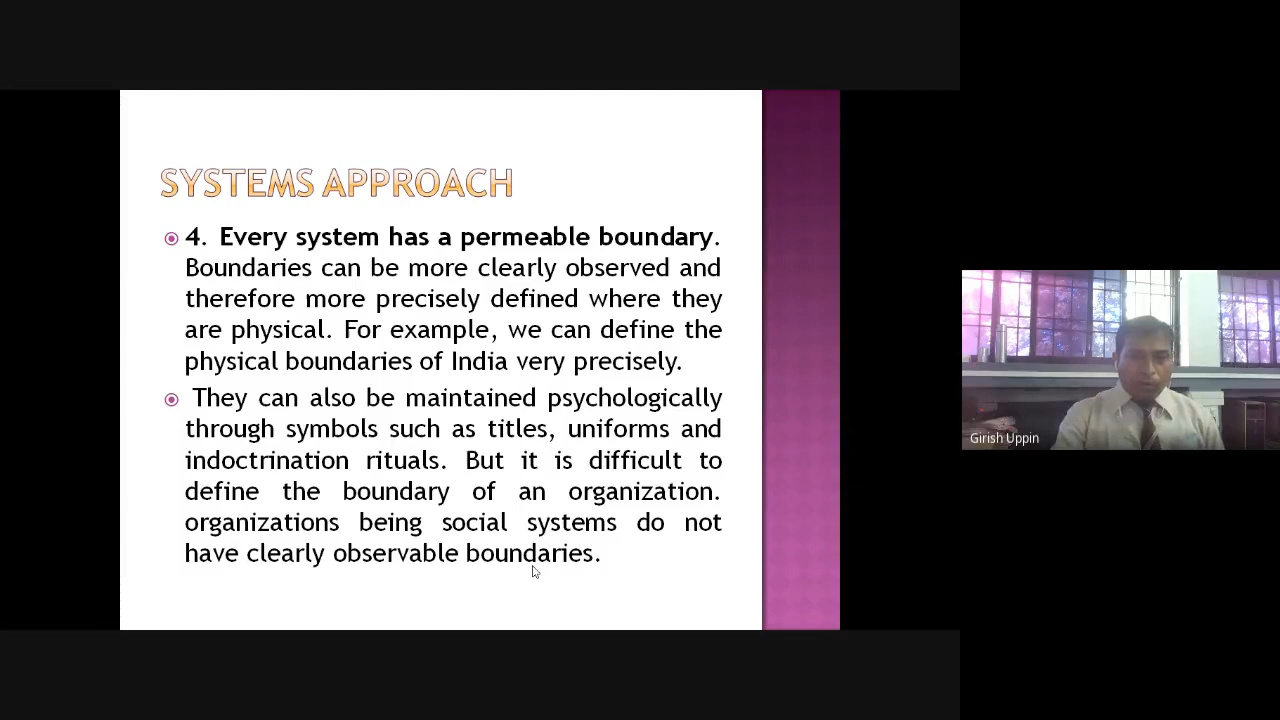 SYSTEMS APPROACH
4. Every system has a permeable boundary.
Boundaries can be more clearly observed and
therefore more precisely defined where they
are physical. For example, we can define the
physical boundaries of India very precisely.
They can also be maintained psychologically
through symbols such as titles, uniforms and
indoctrination rituals. But it is difficult to
define the boundary of an organization.
organizations being social systems do not
have clearly observable boundaries.
Girish Uppin